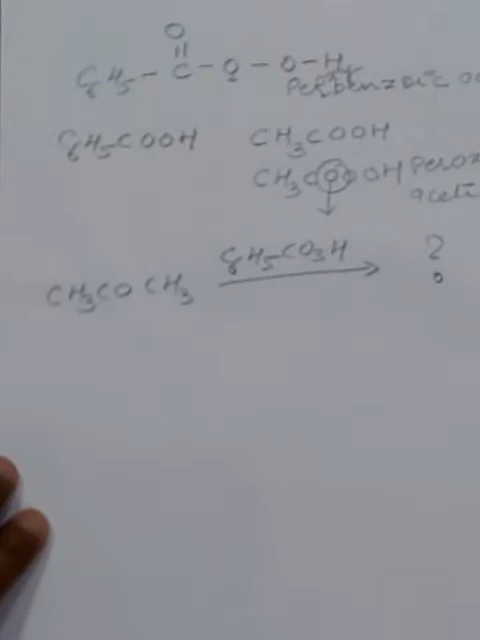 O
||
C6H5-C-O-O-H
Perbenzoic
C6H5COOH CH3COOH
CH3COOOH Perox
aceti
CH3COCH3 C6H5CO3H → ?